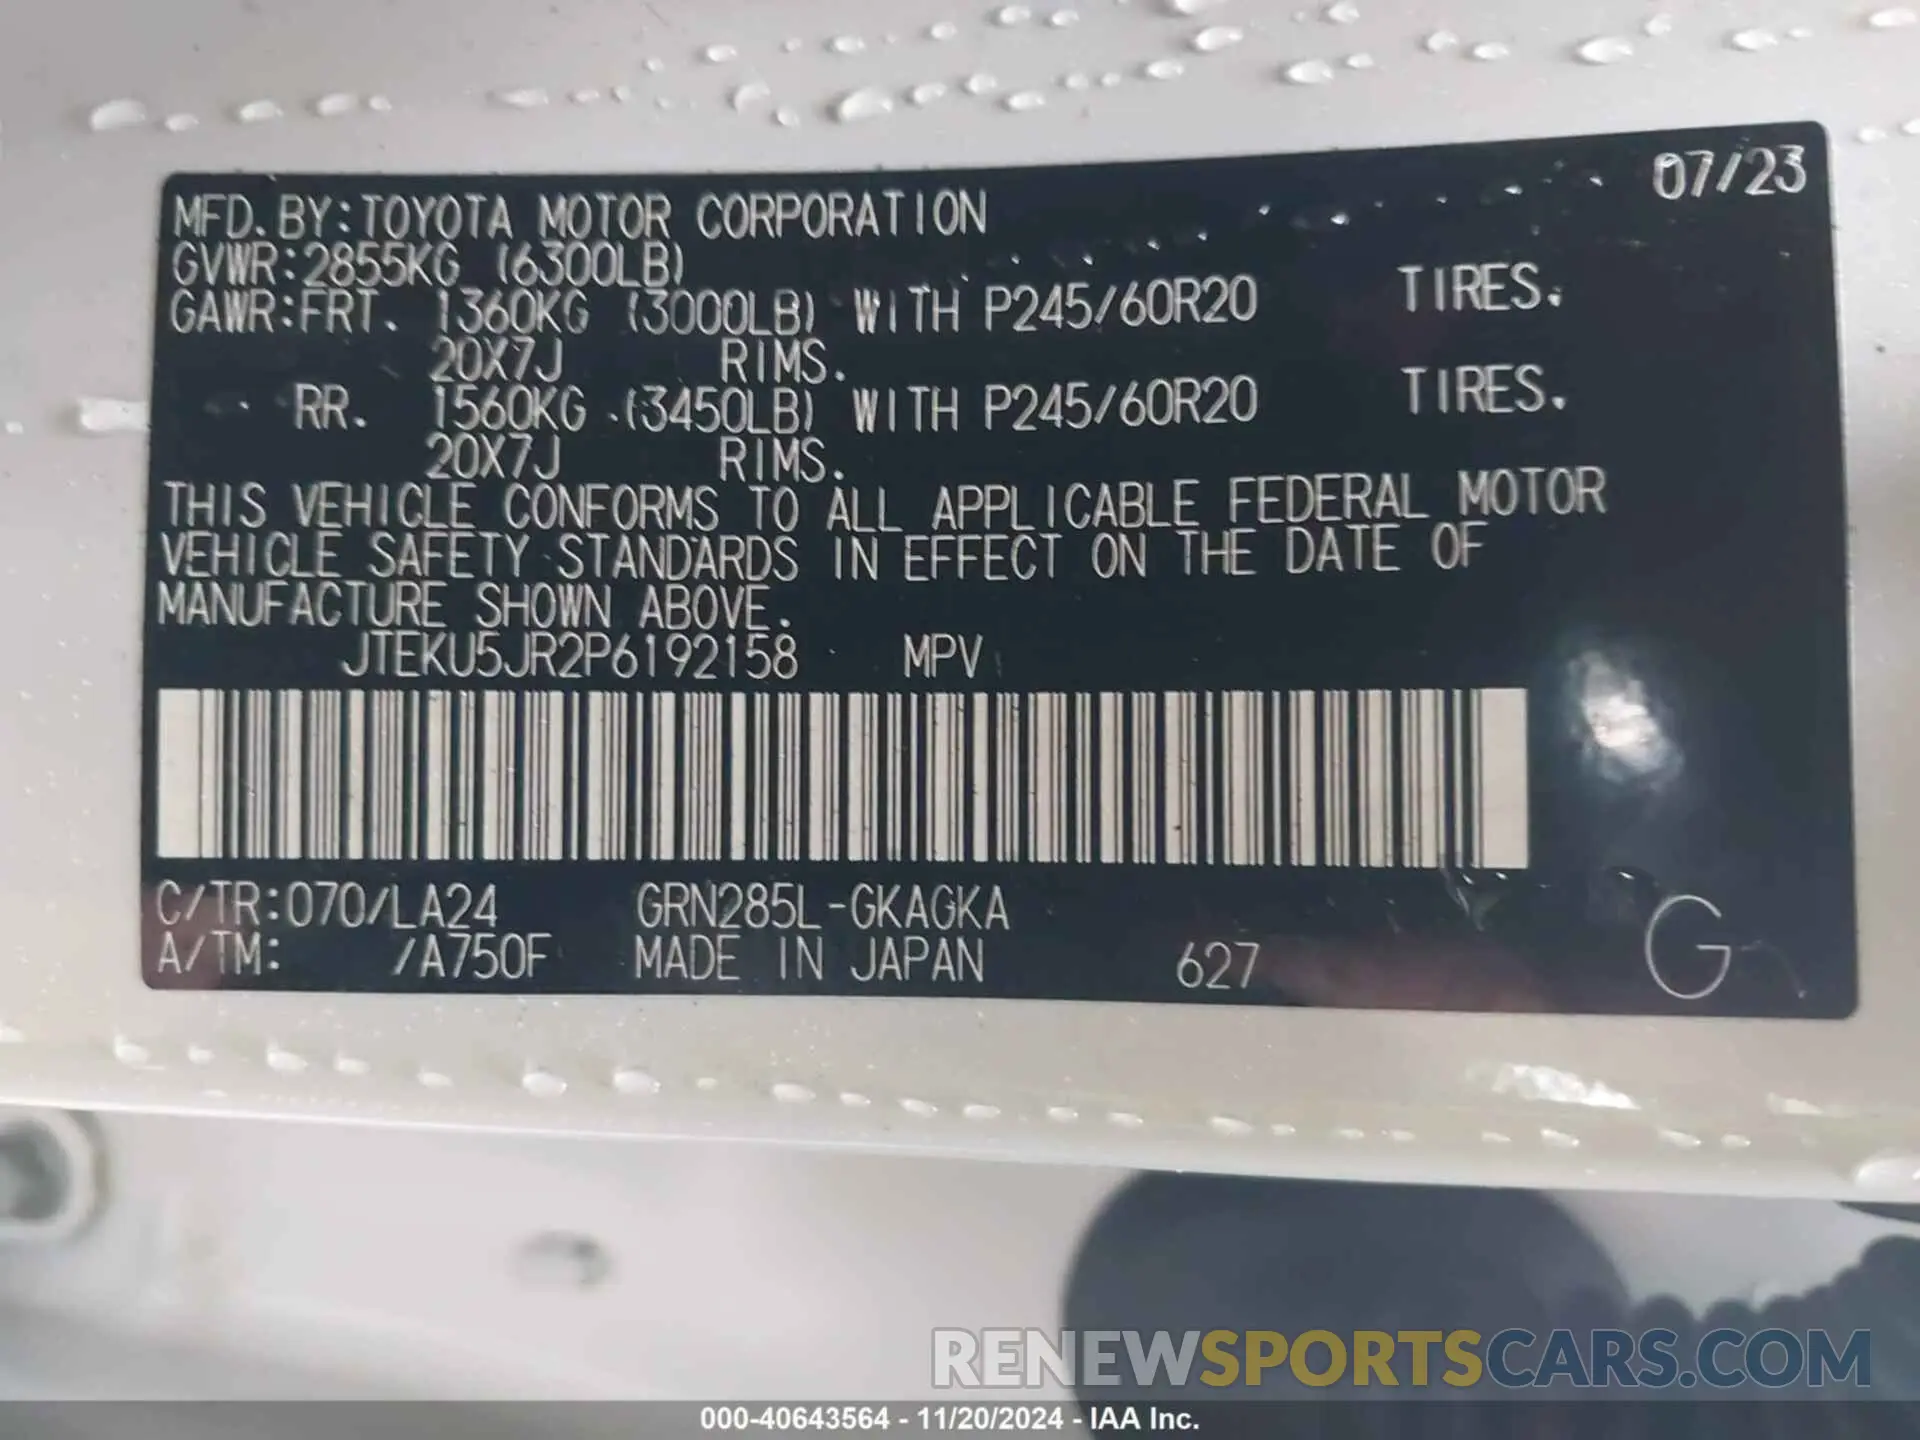 07/23
MFD.BY:TOYOTA MOTOR CORPORATION
GVWR:2855KG (6300LB)
GAWR:FRT. 1360KG (3000LB) WITH P245/60R20 TIRES.
20X7J RIMS.
RR. 1560KG (3450LB) WITH P245/60R20 TIRES.
20X7J RIMS.
THIS VEHICLE CONFORMS TO ALL APPLICABLE FEDERAL MOTOR
VEHICLE SAFETY STANDARDS IN EFFECT ON THE DATE OF
MANUFACTURE SHOWN ABOVE.
JTEKU5JR2P6192158 MPV
C/TR:070/LA24 GRN285L-GKAGKA
A/TM: /A750F MADE IN JAPAN 627 G
RENEWSPORTSCARS.COM
000-40643564 - 11/20/2024 - IAA Inc.